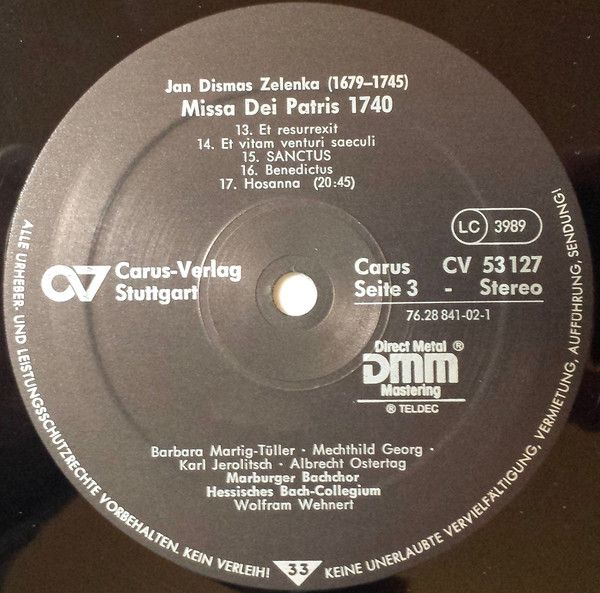 Jan Dismas Zelenka (1679–1745)
Missa Dei Patris 1740
13. Et resurrexit
14. Et vitam venturi saeculi
15. SANCTUS
16. Benedictus
17. Hosanna (20:45)
LC 3989
CV Carus-Verlag
Stuttgart
Carus CV 53127
Seite 3 - Stereo
76.28 841-02-1
Direct Metal ®
DMM
Mastering
® TELDEC
Barbara Martig-Tüller · Mechthild Georg ·
Karl Jerolitsch · Albrecht Ostertag
Marburger Bachchor
Hessisches Bach-Collegium
Wolfram Wehnert
ALLE URHEBER- UND LEISTUNGSSCHUTZRECHTE VORBEHALTEN. KEIN VERLEIH! 33 KEINE UNERLAUBTE VERVIELFÄLTIGUNG, VERMIETUNG, AUFFÜHRUNG, SENDUNG!